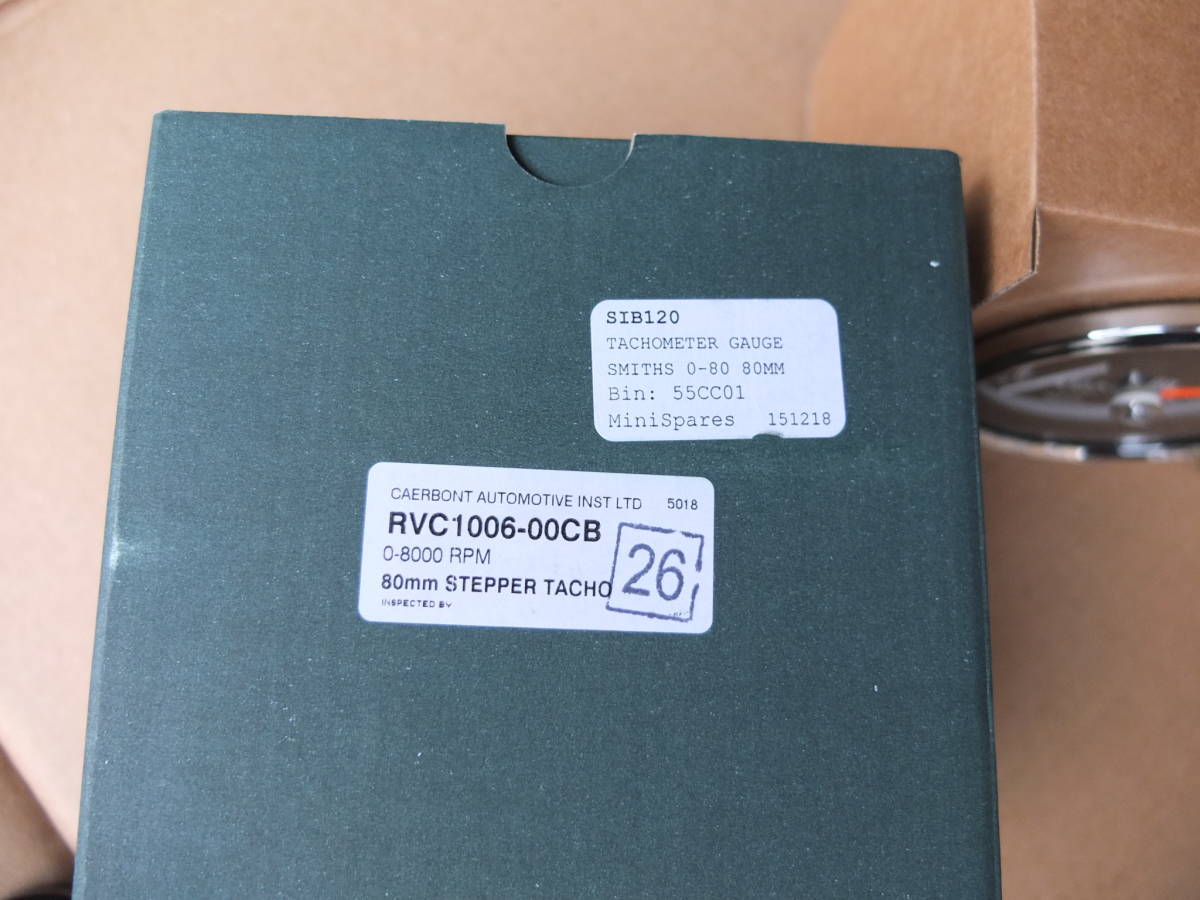 SIB120
TACHOMETER GAUGE
SMITHS 0-80 80MM
Bin: 55CC01
MiniSpares 151218
CAERBONT AUTOMOTIVE INST LTD 5018
RVC1006-00CB
0-8000 RPM
80mm STEPPER TACHO
26
INSPECTED BY